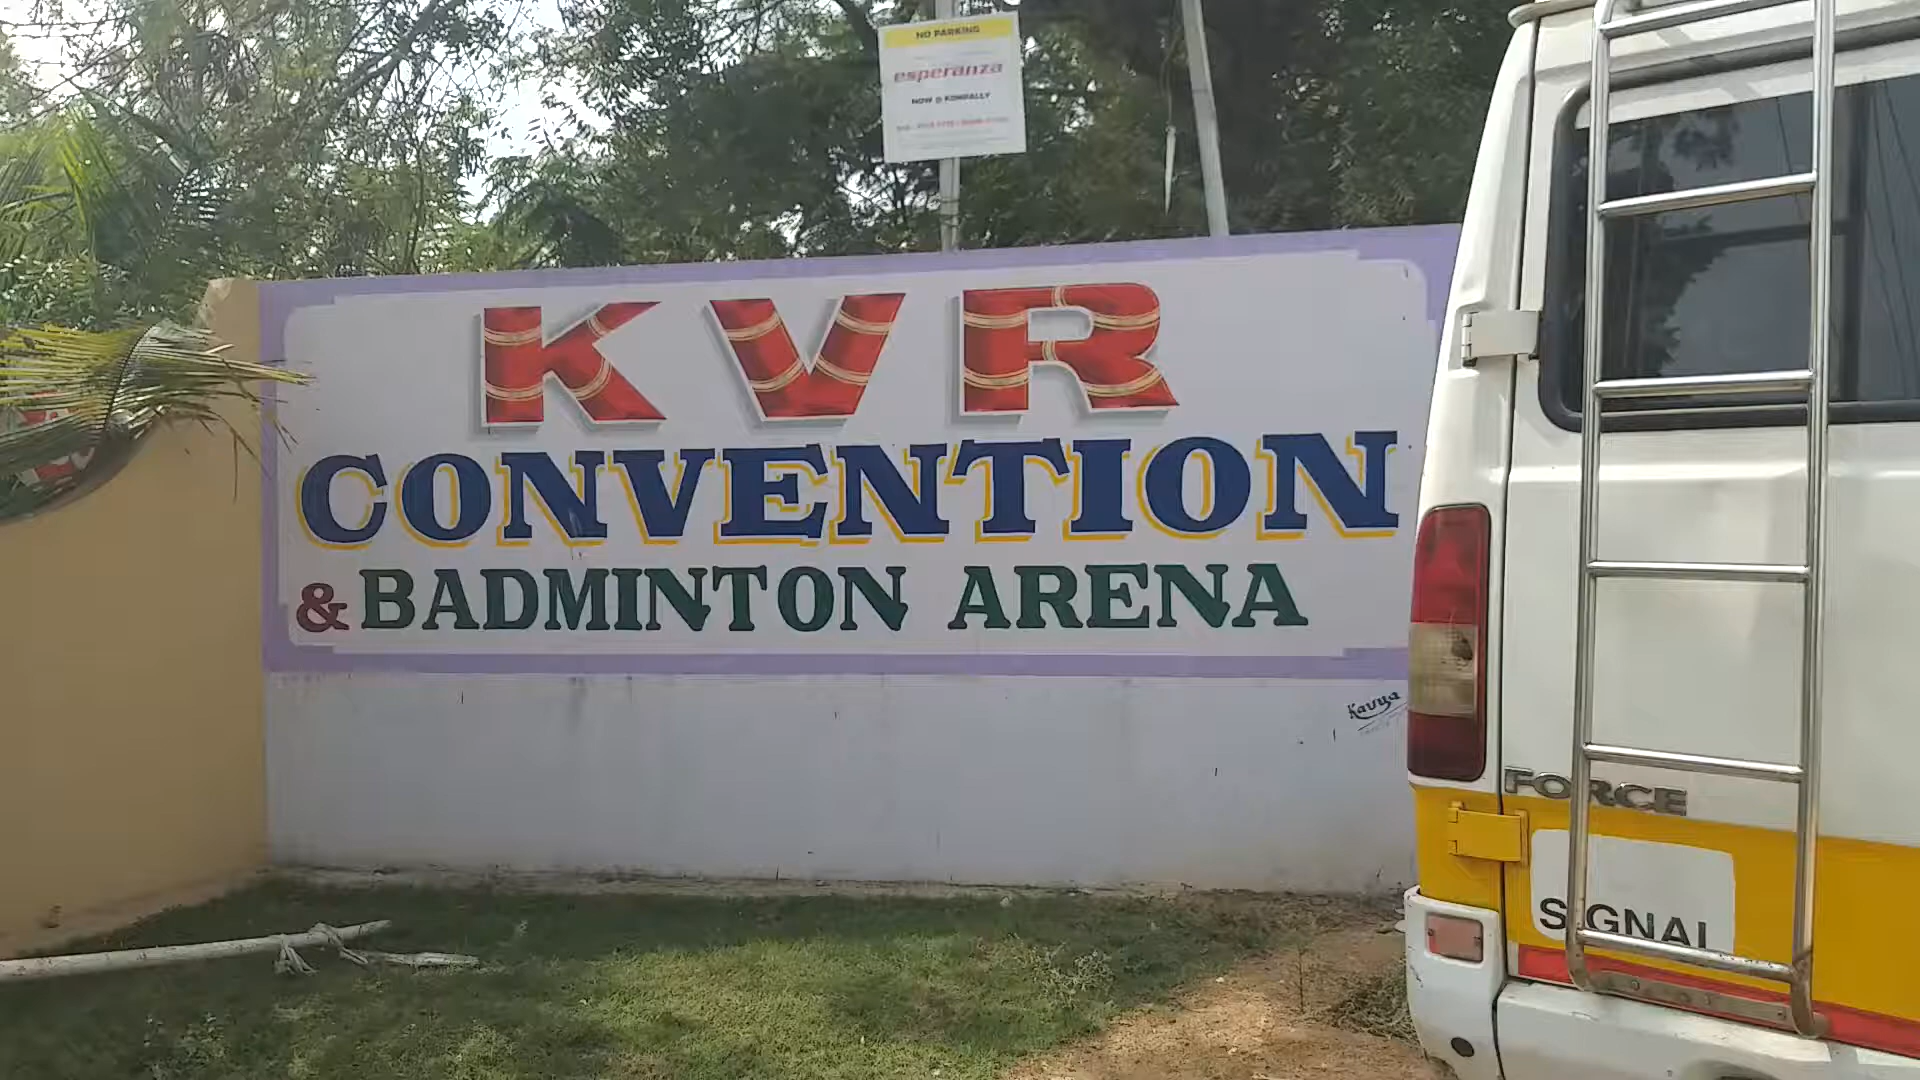 NO PARKING
esperanza
NOW @ KOMPALLY
KVR
CONVENTION
& BADMINTON ARENA
Kavya
FORCE
SIGNAL